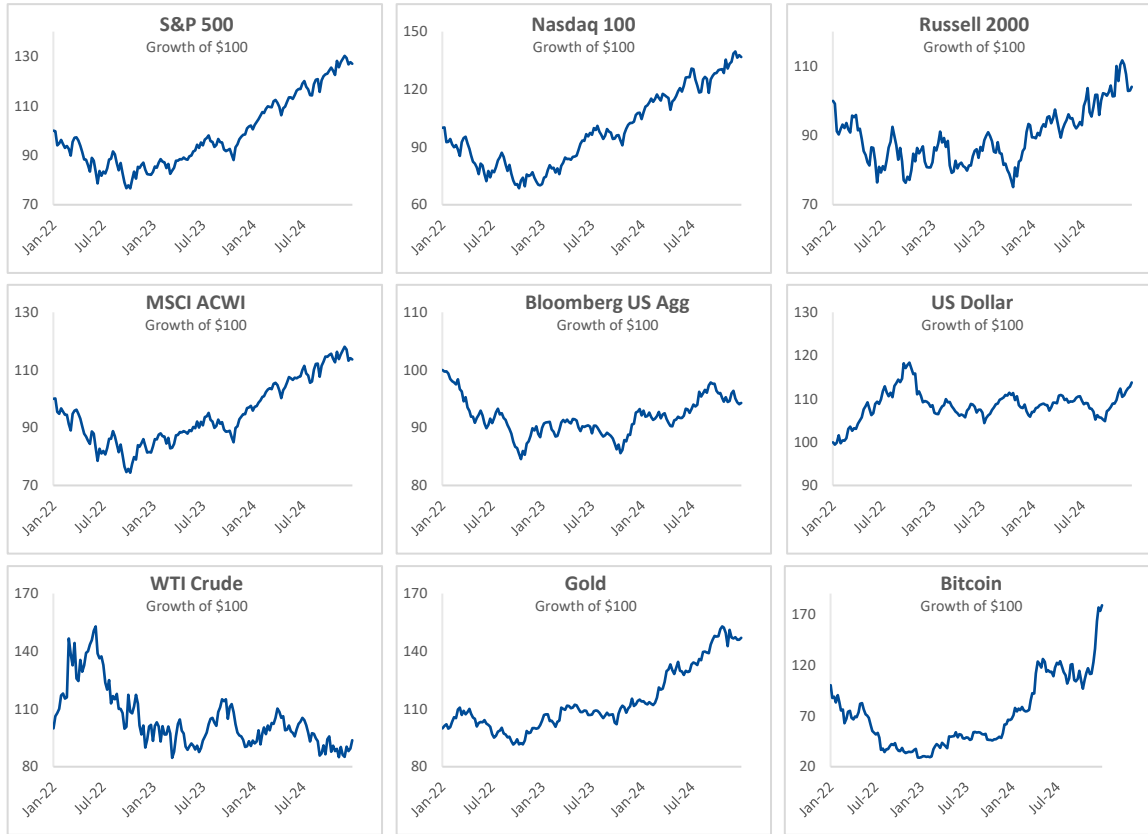 S&P 500
Growth of $100
130
110
90
70
Jan-22
Jul-22
Jan-23
Jul-23
Jan-24
Jul-24
Nasdaq 100
Growth of $100
150
120
90
60
Jan-22
Jul-22
Jan-23
Jul-23
Jan-24
Jul-24
Russell 2000
Growth of $100
110
90
70
Jan-22
Jul-22
Jan-23
Jul-23
Jan-24
Jul-24
MSCI ACWI
Growth of $100
130
110
90
70
Jan-22
Jul-22
Jan-23
Jul-23
Jan-24
Jul-24
Bloomberg US Agg
Growth of $100
110
100
90
80
Jan-22
Jul-22
Jan-23
Jul-23
Jan-24
Jul-24
US Dollar
Growth of $100
130
120
110
100
90
Jan-22
Jul-22
Jan-23
Jul-23
Jan-24
Jul-24
WTI Crude
Growth of $100
170
140
110
80
Jan-22
Jul-22
Jan-23
Jul-23
Jan-24
Jul-24
Gold
Growth of $100
170
140
110
80
Jan-22
Jul-22
Jan-23
Jul-23
Jan-24
Jul-24
Bitcoin
Growth of $100
170
120
70
20
Jan-22
Jul-22
Jan-23
Jul-23
Jan-24
Jul-24